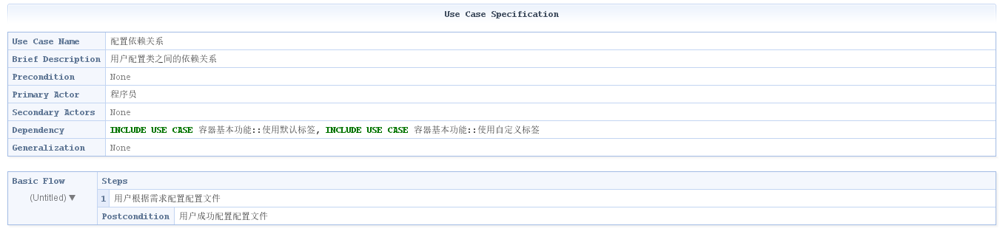 Use Case Specification
Use Case Name 配置依赖关系
Brief Description 用户配置类之间的依赖关系
Precondition None
Primary Actor 程序员
Secondary Actors None
Dependency INCLUDE USE CASE 容器基本功能::使用默认标签, INCLUDE USE CASE 容器基本功能::使用自定义标签
Generalization None
Basic Flow Steps
(Untitled) ▼ 1 用户根据需求配置配置文件
Postcondition 用户成功配置配置文件